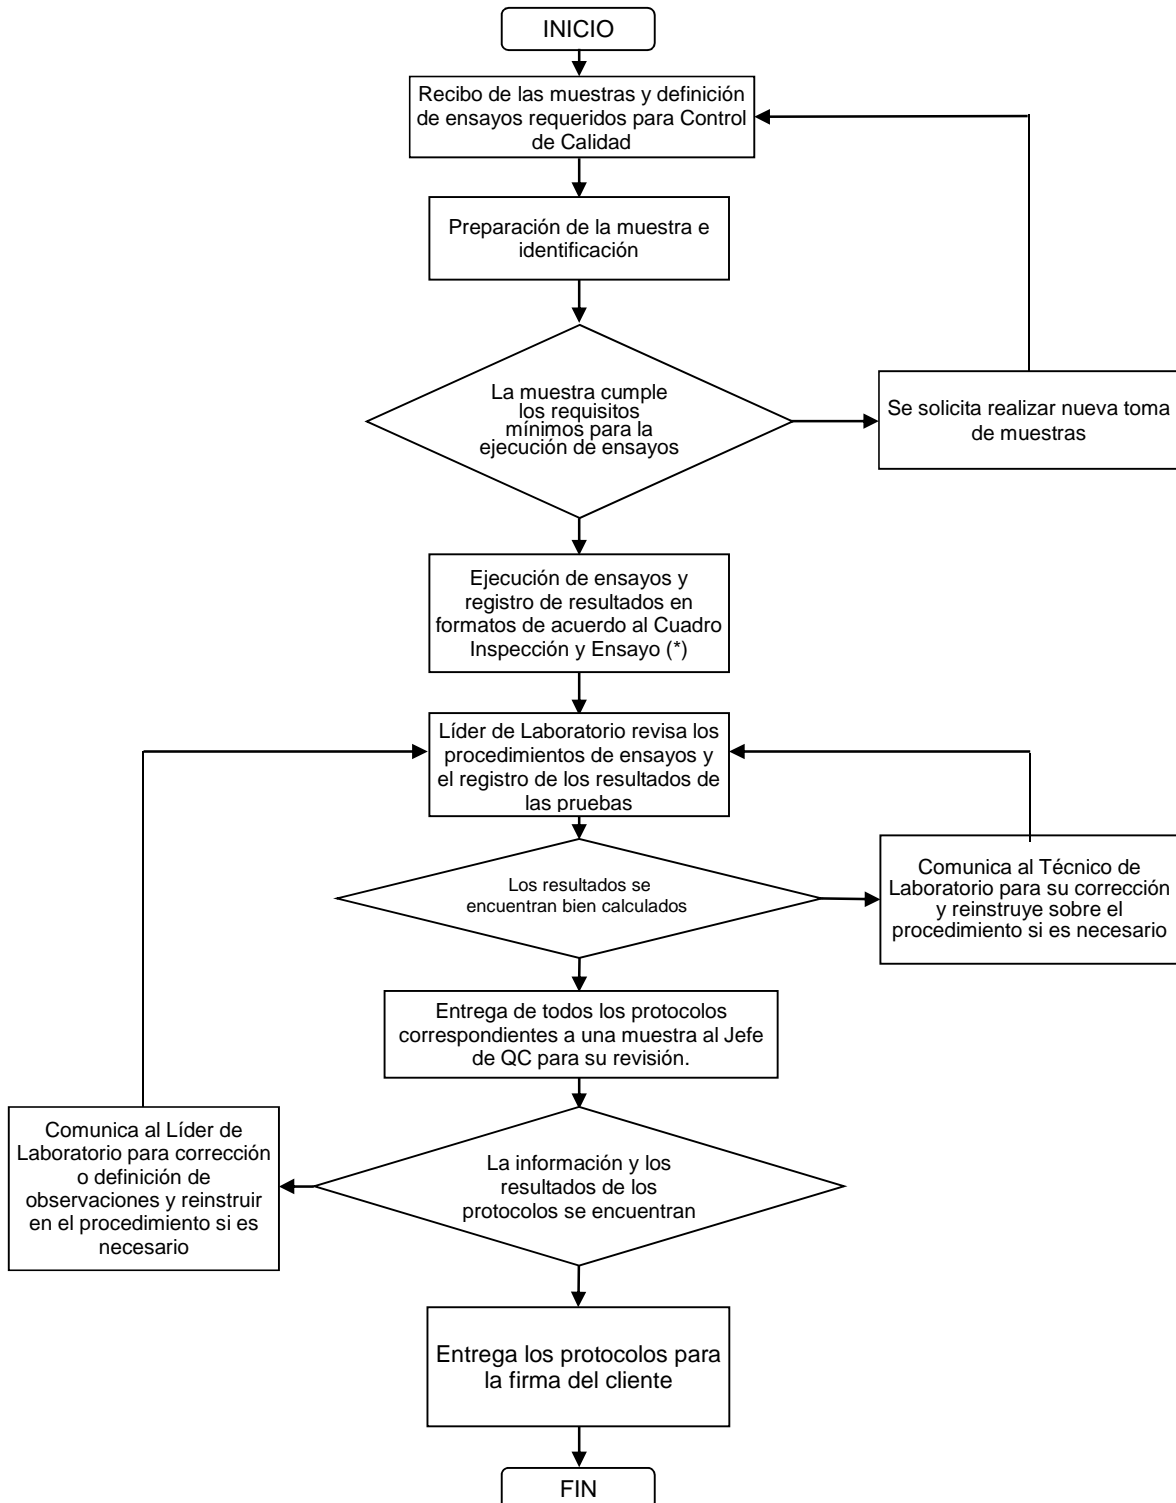 INICIO
Recibo de las muestras y definición
de ensayos requeridos para Control
de Calidad
Preparación de la muestra e
identificación
La muestra cumple
los requisitos
mínimos para la
ejecución de ensayos
Se solicita realizar nueva toma
de muestras
Ejecución de ensayos y
registro de resultados en
formatos de acuerdo al Cuadro
Inspección y Ensayo (*)
Líder de Laboratorio revisa los
procedimientos de ensayos y
el registro de los resultados de
las pruebas
Los resultados se
encuentran bien calculados
Comunica al Técnico de
Laboratorio para su corrección
y reinstruye sobre el
procedimiento si es necesario
Entrega de todos los protocolos
correspondientes a una muestra al Jefe
de QC para su revisión.
Comunica al Líder de
Laboratorio para corrección
o definición de
observaciones y reinstruir
en el procedimiento si es
necesario
La información y los
resultados de los
protocolos se encuentran
Entrega los protocolos para
la firma del cliente
FIN